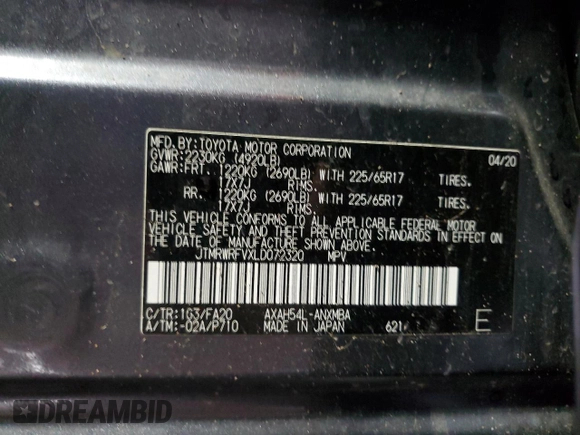 MFD.BY:TOYOTA MOTOR CORPORATION 04/20
GVWR:2230KG (4920LB)
GAWR:FRT. 1220KG (2690LB) WITH 225/65R17 TIRES.
17X7J RIMS.
RR. 1220KG (2690LB) WITH 225/65R17 TIRES.
17X7J RIMS.
THIS VEHICLE CONFORMS TO ALL APPLICABLE FEDERAL MOTOR
VEHICLE SAFETY AND THEFT PREVENTION STANDARDS IN EFFECT
ON THE DATE OF MANUFACTURE SHOWN ABOVE.
JTMRWRFVXLD072320 MPV
C/TR:1G3/FA20 AXAH54L-ANXMBA
A/TM:-02A/P710 MADE IN JAPAN 621 E
DREAMBID